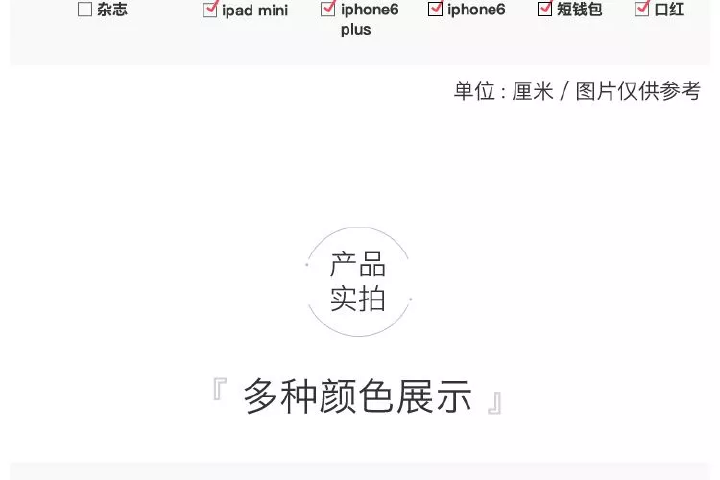 杂志 ipad mini iphone6 plus iphone6 短钱包 口红
单位 : 厘米 / 图片仅供参考
产品
实拍
『 多种颜色展示 』